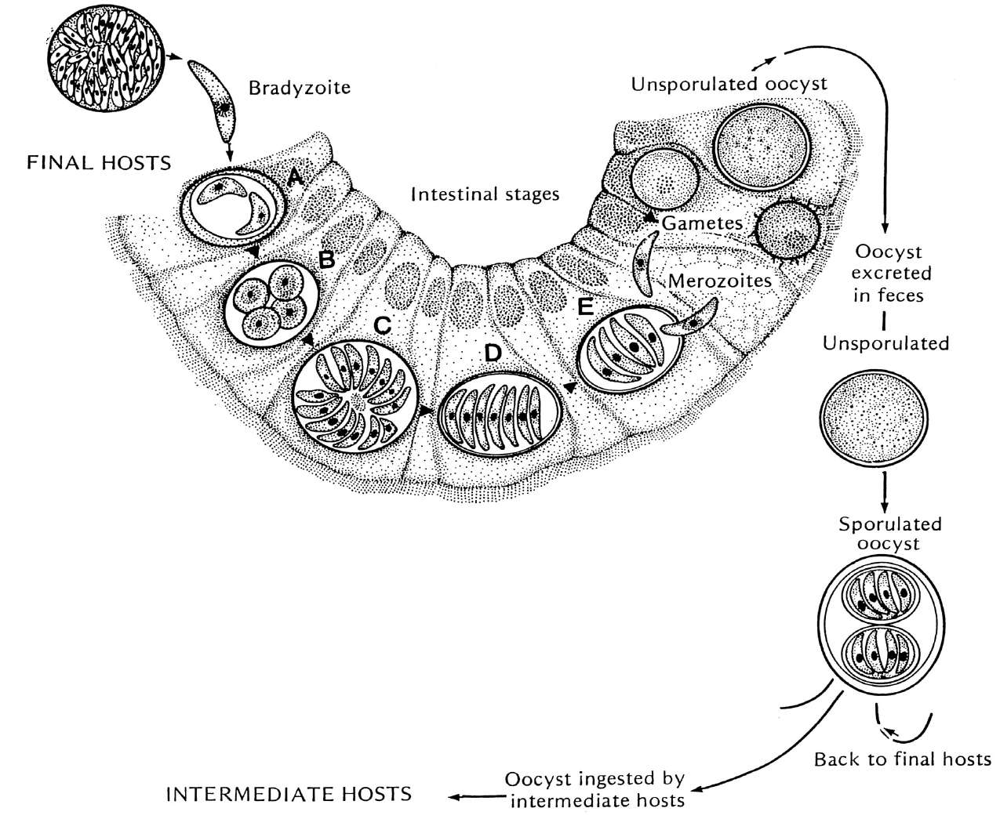 Bradyzoite
FINAL HOSTS
A
B
C
D
E
Intestinal stages
Unsporulated oocyst
Gametes
Merozoites
Oocyst
excreted
in feces
Unsporulated
Sporulated
oocyst
Back to final hosts
Oocyst ingested by
intermediate hosts
INTERMEDIATE HOSTS